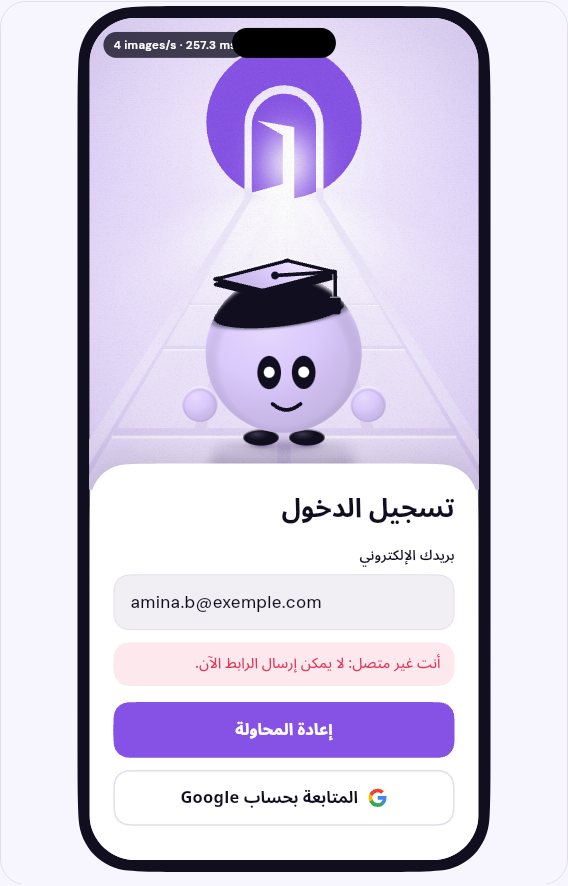 4 images/s · 257.3 ms
تسجيل الدخول
بريدك الإلكتروني
amina.b@exemple.com
أنت غير متصل: لا يمكن إرسال الرابط الآن.
إعادة المحاولة
المتابعة بحساب Google